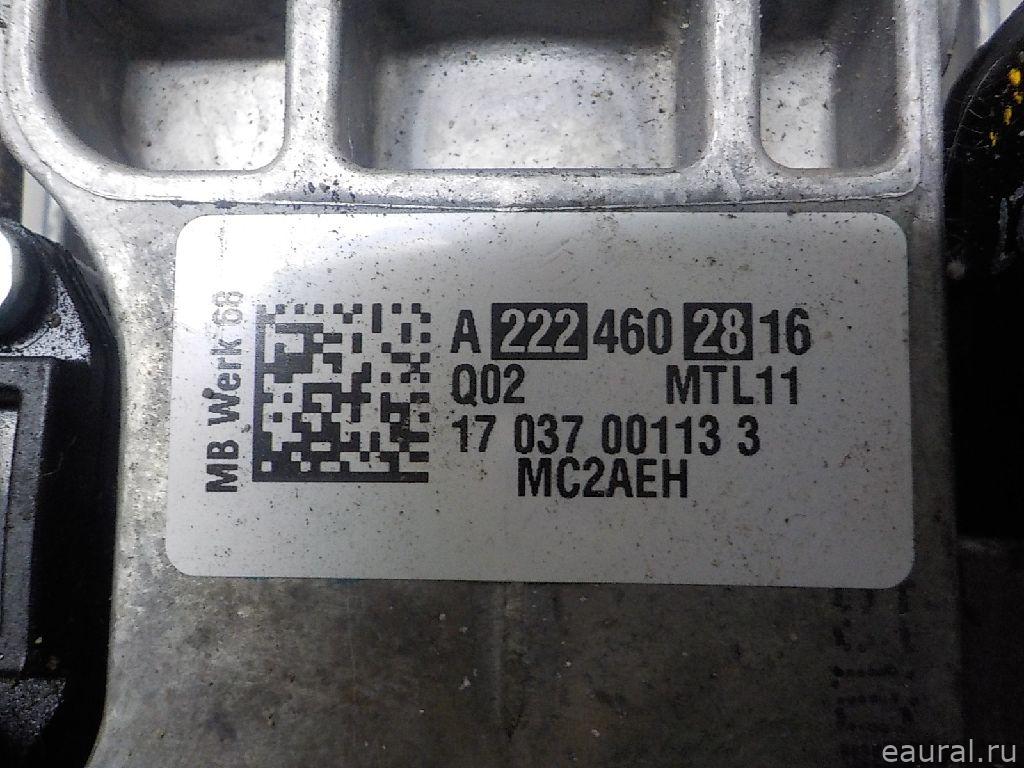 MB Werk 68
A 222 460 28 16
Q02 MTL11
17 037 00113 3
MC2AEH
eaural.ru